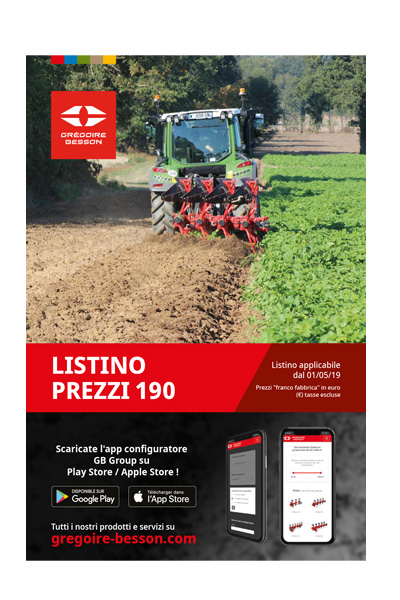 GRÉGOIRE
BESSON
LISTINO
PREZZI 190
Listino applicabile
dal 01/05/19
Prezzi "franco fabbrica" in euro
(€) tasse escluse
Scaricate l'app configuratore
GB Group su
Play Store / Apple Store !
DISPONIBILE SU
Google Play
Télécharger dans
l'App Store
Tutti i nostri prodotti e servizi su
gregoire-besson.com